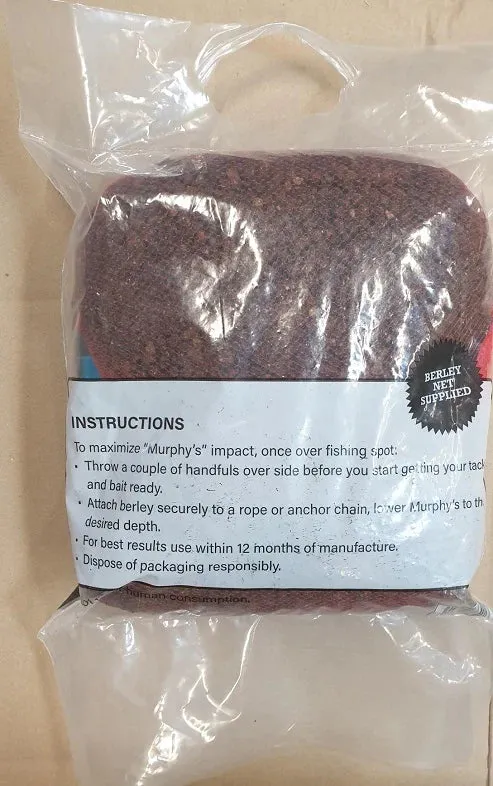 BERLEY
NET
SUPPLIED
INSTRUCTIONS
To maximize "Murphy's" impact, once over fishing spot:
• Throw a couple of handfuls over side before you start getting your tack
and bait ready.
• Attach berley securely to a rope or anchor chain, lower Murphy's to th
desired depth.
• For best results use within 12 months of manufacture.
• Dispose of packaging responsibly.
human consumption.